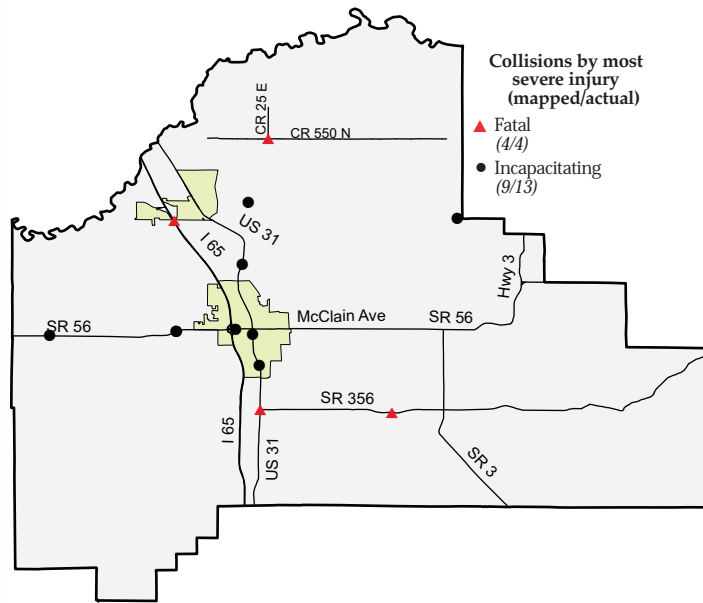 Collisions by most
severe injury
(mapped/actual)
Fatal
(4/4)
Incapacitating
(9/13)
CR 25 E
CR 550 N
US 31
I 65
Hwy 3
McClain Ave
SR 56
SR 56
SR 356
I 65
US 31
SR 3